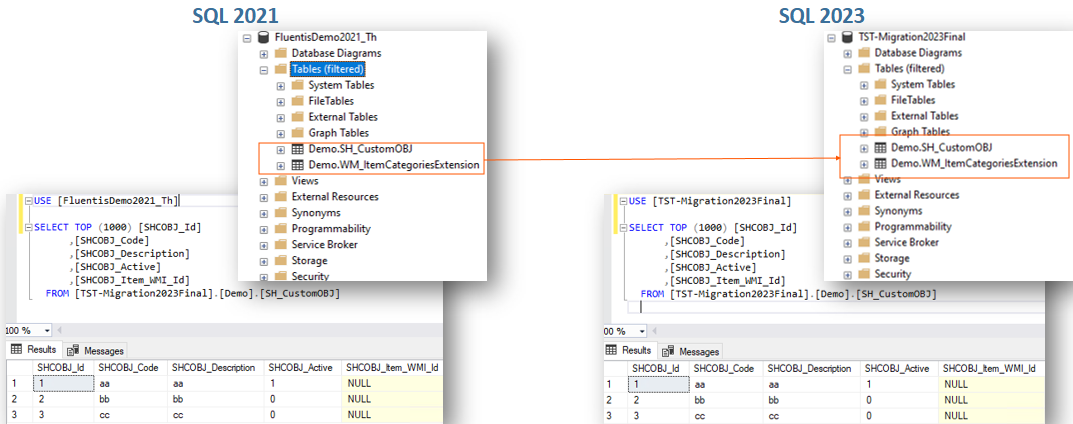 SQL 2021
FluentisDemo2021_Th
Database Diagrams
Tables (filtered)
System Tables
FileTables
External Tables
Graph Tables
Demo.SH_CustomOBJ
Demo.WM_ItemCategoriesExtension
Views
External Resources
Synonyms
Programmability
Service Broker
Storage
Security
USE [FluentisDemo2021_Th]
SELECT TOP (1000) [SHCOBJ_Id]
,[SHCOBJ_Code]
,[SHCOBJ_Description]
,[SHCOBJ_Active]
,[SHCOBJ_Item_WMI_Id]
FROM [TST-Migration2023Final].[Demo].[SH_CustomOBJ]
100 %
Results Messages
SHCOBJ_Id SHCOBJ_Code SHCOBJ_Description SHCOBJ_Active SHCOBJ_Item_WMI_Id
1 1 aa aa 1 NULL
2 2 bb bb 0 NULL
3 3 cc cc 0 NULL
SQL 2023
TST-Migration2023Final
Database Diagrams
Tables (filtered)
System Tables
FileTables
External Tables
Graph Tables
Demo.SH_CustomOBJ
Demo.WM_ItemCategoriesExtension
Views
External Resources
Synonyms
Programmability
Service Broker
Storage
Security
USE [TST-Migration2023Final]
SELECT TOP (1000) [SHCOBJ_Id]
,[SHCOBJ_Code]
,[SHCOBJ_Description]
,[SHCOBJ_Active]
,[SHCOBJ_Item_WMI_Id]
FROM [TST-Migration2023Final].[Demo].[SH_CustomOBJ]
00 %
Results Messages
SHCOBJ_Id SHCOBJ_Code SHCOBJ_Description SHCOBJ_Active SHCOBJ_Item_WMI_Id
1 1 aa aa 1 NULL
2 2 bb bb 0 NULL
3 3 cc cc 0 NULL